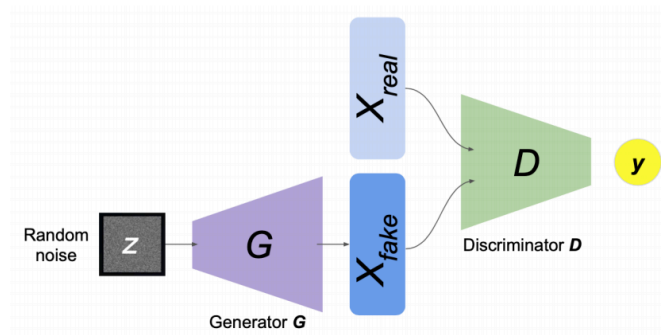 X_real
D
y
Discriminator D
Random
noise
z
G
X_fake
Generator G